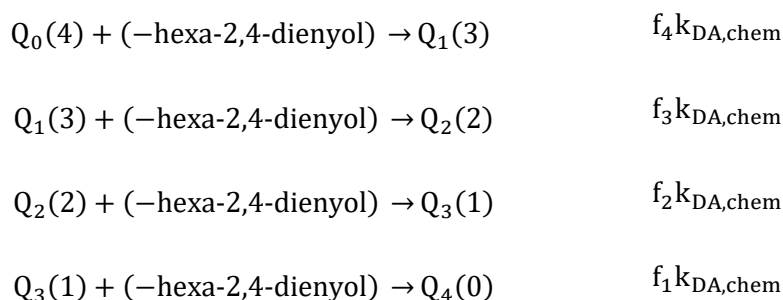 Q₀(4) + (−hexa-2,4-dienyol) → Q₁(3) f₄k_DA,chem
Q₁(3) + (−hexa-2,4-dienyol) → Q₂(2) f₃k_DA,chem
Q₂(2) + (−hexa-2,4-dienyol) → Q₃(1) f₂k_DA,chem
Q₃(1) + (−hexa-2,4-dienyol) → Q₄(0) f₁k_DA,chem